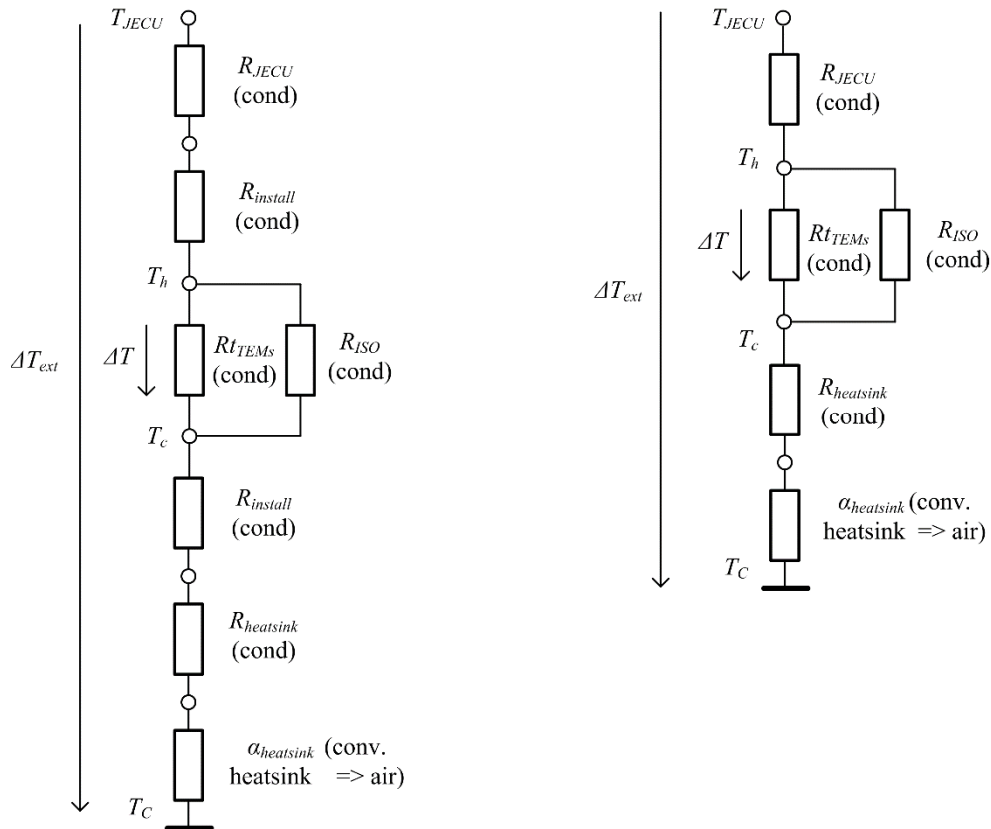 T_JECU
R_JECU
(cond)
R_install
(cond)
T_h
ΔT_ext
ΔT
Rt_TEMs
(cond)
R_ISO
(cond)
T_c
R_install
(cond)
R_heatsink
(cond)
α_heatsink (conv.
heatsink => air)
T_C
T_JECU
R_JECU
(cond)
T_h
ΔT_ext
ΔT
Rt_TEMs
(cond)
R_ISO
(cond)
T_c
R_heatsink
(cond)
α_heatsink (conv.
heatsink => air)
T_C